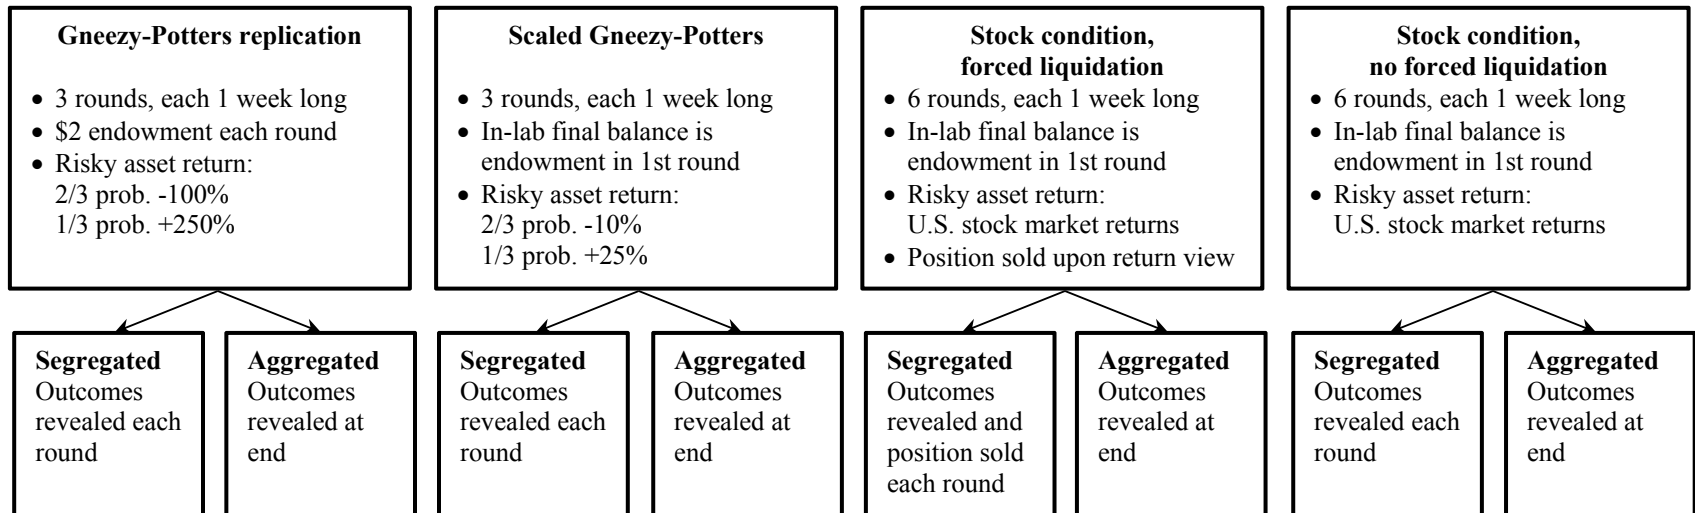 Gneezy-Potters replication
• 3 rounds, each 1 week long
• $2 endowment each round
• Risky asset return:
2/3 prob. -100%
1/3 prob. +250%
Scaled Gneezy-Potters
• 3 rounds, each 1 week long
• In-lab final balance is
endowment in 1st round
• Risky asset return:
2/3 prob. -10%
1/3 prob. +25%
Stock condition,
forced liquidation
• 6 rounds, each 1 week long
• In-lab final balance is
endowment in 1st round
• Risky asset return:
U.S. stock market returns
• Position sold upon return view
Stock condition,
no forced liquidation
• 6 rounds, each 1 week long
• In-lab final balance is
endowment in 1st round
• Risky asset return:
U.S. stock market returns
Segregated
Outcomes
revealed each
round
Aggregated
Outcomes
revealed at
end
Segregated
Outcomes
revealed each
round
Aggregated
Outcomes
revealed at
end
Segregated
Outcomes
revealed and
position sold
each round
Aggregated
Outcomes
revealed at
end
Segregated
Outcomes
revealed each
round
Aggregated
Outcomes
revealed at
end